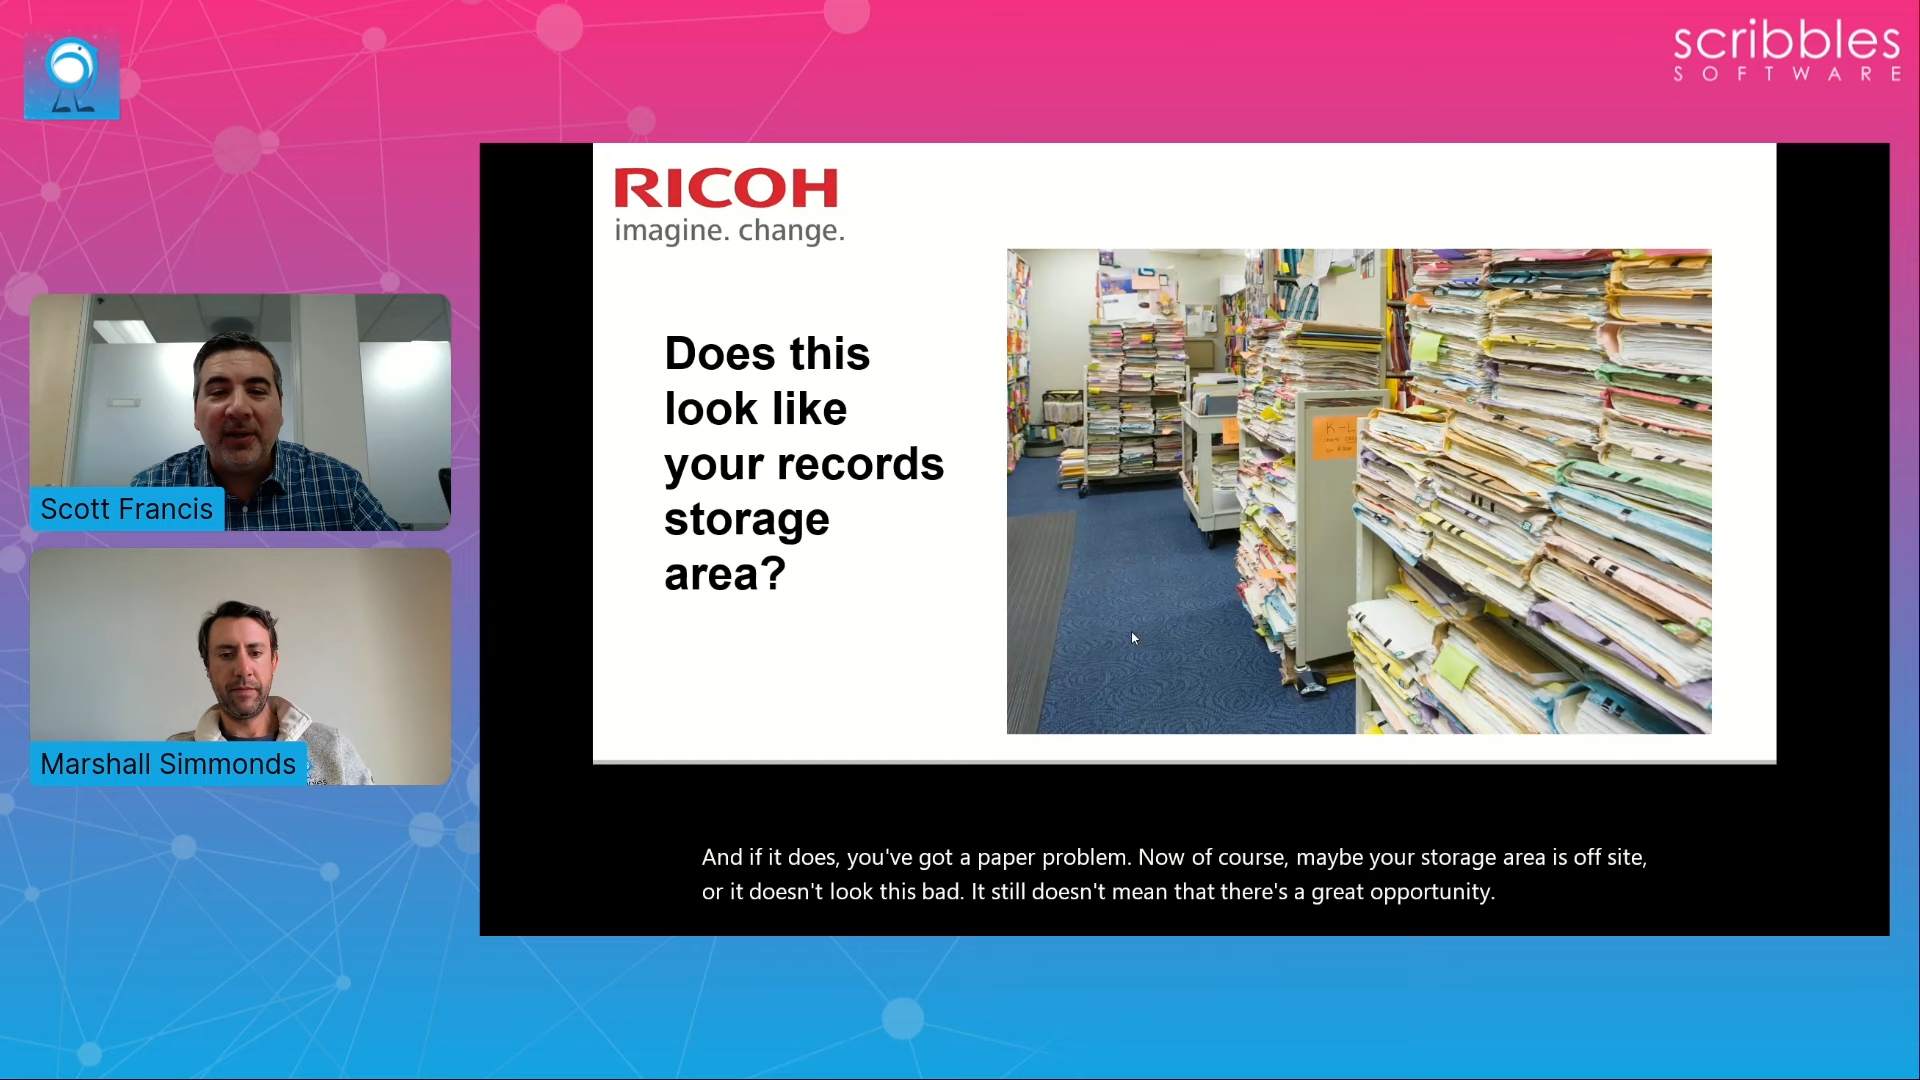 scribbles
SOFTWARE
RICOH
imagine. change.
Does this
look like
your records
storage
area?
K-L
Scott Francis
Marshall Simmonds
And if it does, you've got a paper problem. Now of course, maybe your storage area is off site,
or it doesn't look this bad. It still doesn't mean that there's a great opportunity.